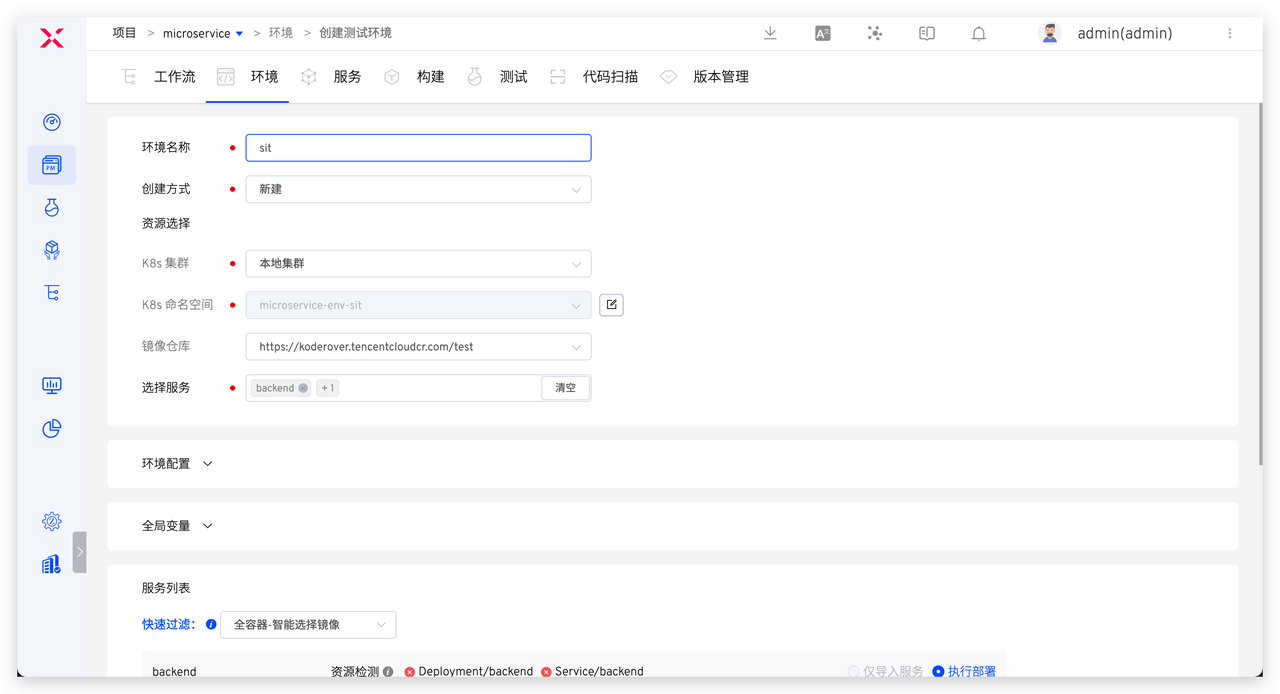 项目 > microservice > 环境 > 创建测试环境 admin(admin)
工作流 环境 服务 构建 测试 代码扫描 版本管理
环境名称 sit
创建方式 新建
资源选择
K8s 集群 本地集群
K8s 命名空间 microservice-env-sit
镜像仓库 https://koderover.tencentcloudcr.com/test
选择服务 backend + 1 清空
环境配置
全局变量
服务列表
快速过滤: 全容器-智能选择镜像
backend 资源检测 Deployment/backend Service/backend 仅导入服务 执行部署